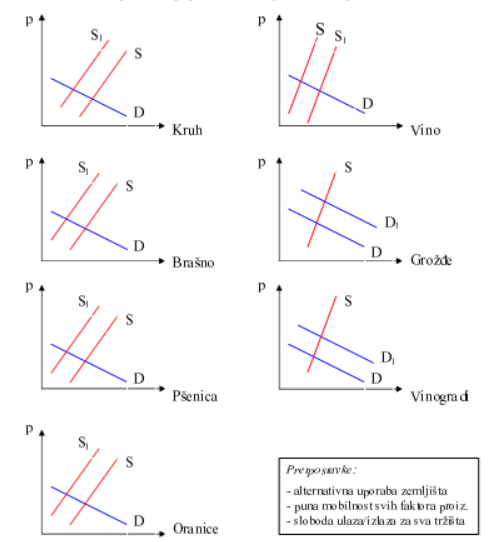 p
S1
S
D
Kruh
p
S
S1
D
Vino
p
S1
S
D
Brašno
p
S
D1
D
Grožđe
p
S1
S
D
Pšenica
p
S
D1
D
Vinogradi
p
S1
S
D
Oranice
Pretpostavke:
- alternativna uporaba zemljišta
- puna mobilnost svih faktora proiz.
- sloboda ulaza/izlaza za sva tržišta